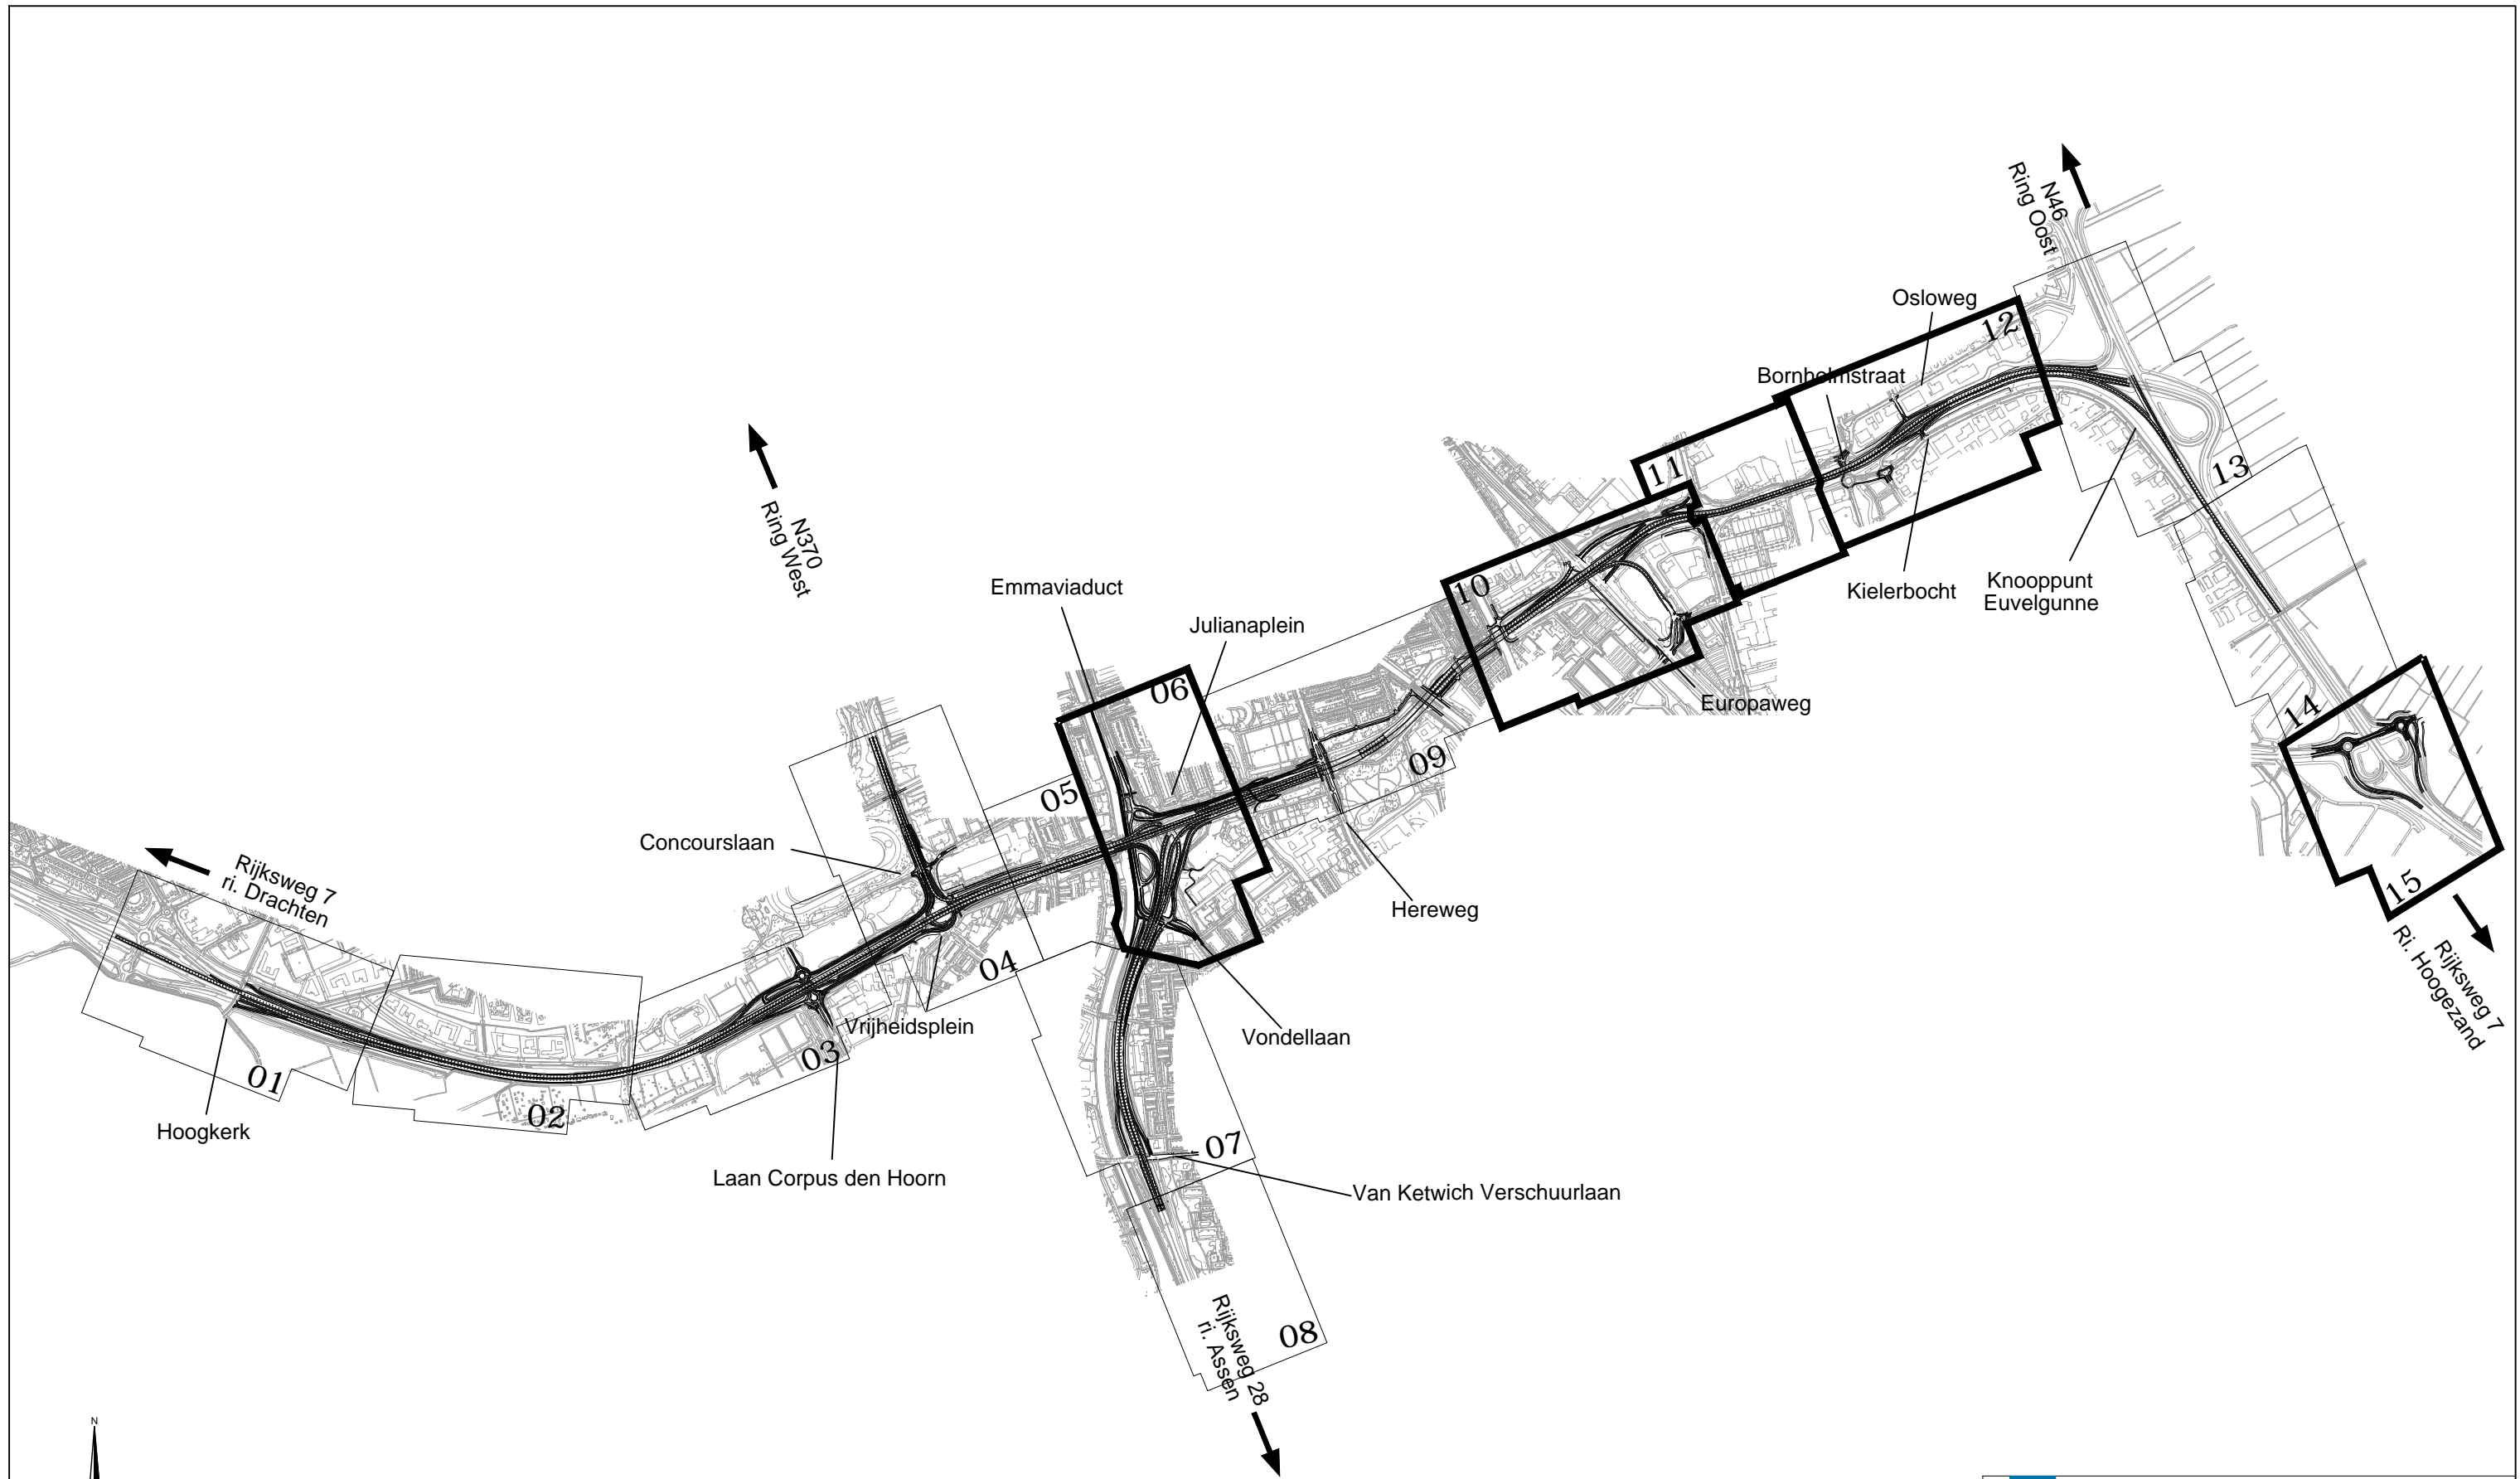 N46
Ring Oost
Osloweg
12
Bornholmstraat
N370
Ring West
11
13
Emmaviaduct
10
Kielerbocht
Knooppunt
Euvelgunne
Julianaplein
06
Europaweg
14
05
09
Concourslaan
Rijksweg 7
ri. Drachten
15
Hereweg
04
Rijksweg 7
Ri. Hoogezand
Vrijheidsplein
Vondellaan
03
01
02
Hoogkerk
07
Laan Corpus den Hoorn
Van Ketwich Verschuurlaan
Rijksweg 28
ri. Assen
08
N